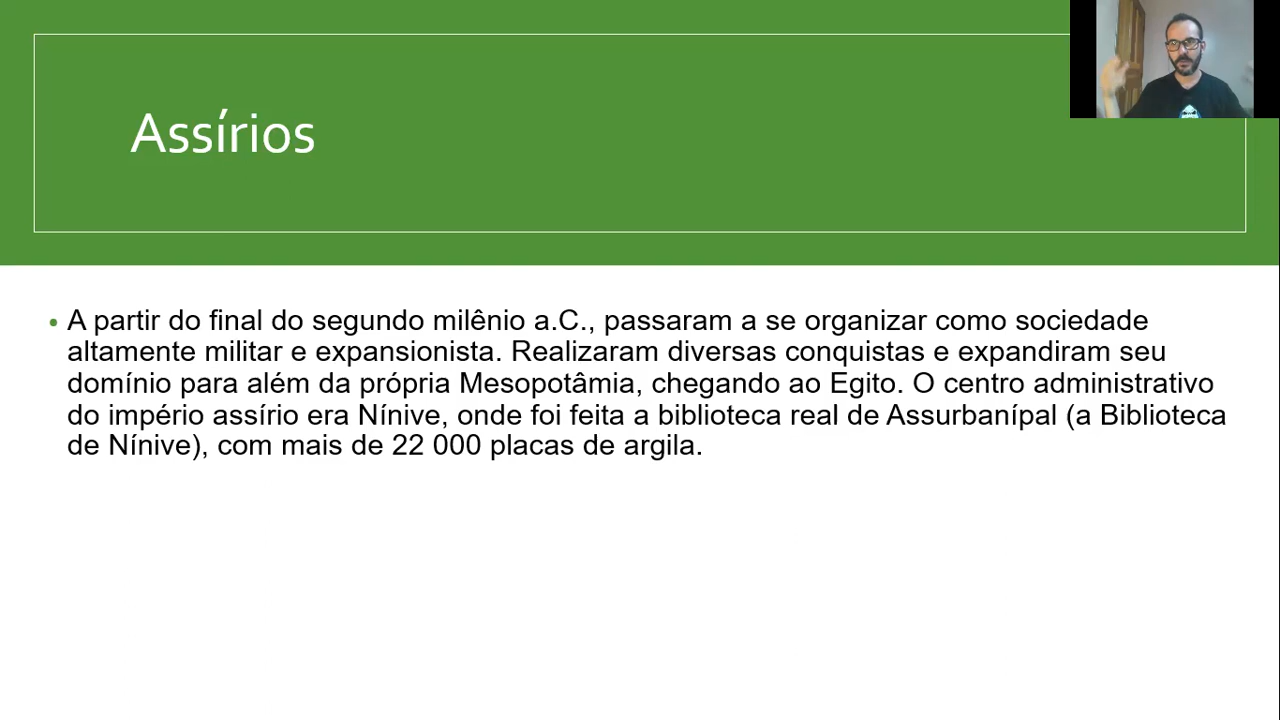 Assírios
• A partir do final do segundo milênio a.C., passaram a se organizar como sociedade
altamente militar e expansionista. Realizaram diversas conquistas e expandiram seu
domínio para além da própria Mesopotâmia, chegando ao Egito. O centro administrativo
do império assírio era Nínive, onde foi feita a biblioteca real de Assurbanípal (a Biblioteca
de Nínive), com mais de 22 000 placas de argila.